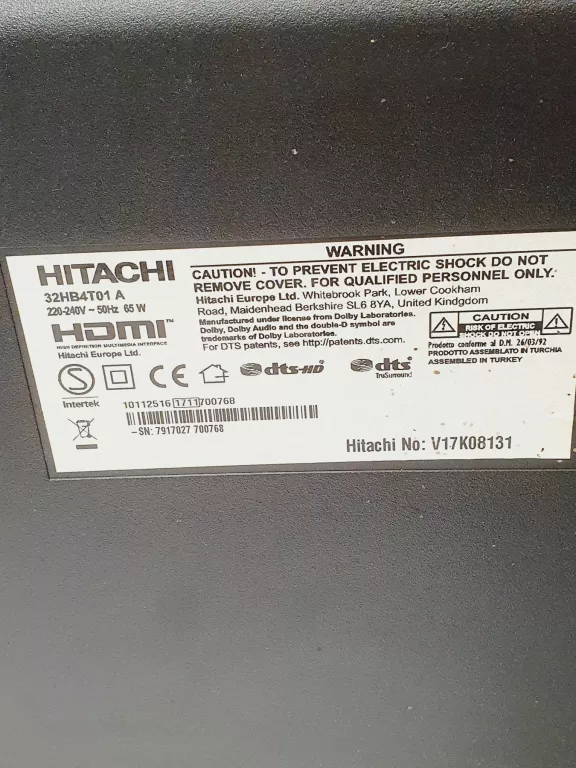 HITACHI
32HB4T01 A
220-240V ~ 50Hz 65 W
HDMI™
HIGH DEFINITION MULTIMEDIA INTERFACE
Hitachi Europe Ltd.
S
Intertek
CE
WARNING
CAUTION! - TO PREVENT ELECTRIC SHOCK DO NOT
REMOVE COVER. FOR QUALIFIED PERSONNEL ONLY.
Hitachi Europe Ltd. Whitebrook Park, Lower Cookham
Road, Maidenhead Berkshire SL6 8YA, United Kingdodom
Manufactured under license from Dolby Laboratories.
Dolby, Dolby Audio and the double-D symbol are
trademarks of Dolby Laboratories.
For DTS patents, see http://patents.dts.com.
CAUTION
RISK OF ELECTRIC
SHOCK DO NOT OPEN
Prodotto conforme al D.M. 26/03/92
PRODOTTO ASSEMBLATO IN TURCHIA
ASSEMBLED IN TURKEY
dts-HD
dts
TruSurround
10112516 1711 700768
-SN: 7917027 700768
Hitachi No: V17K08131